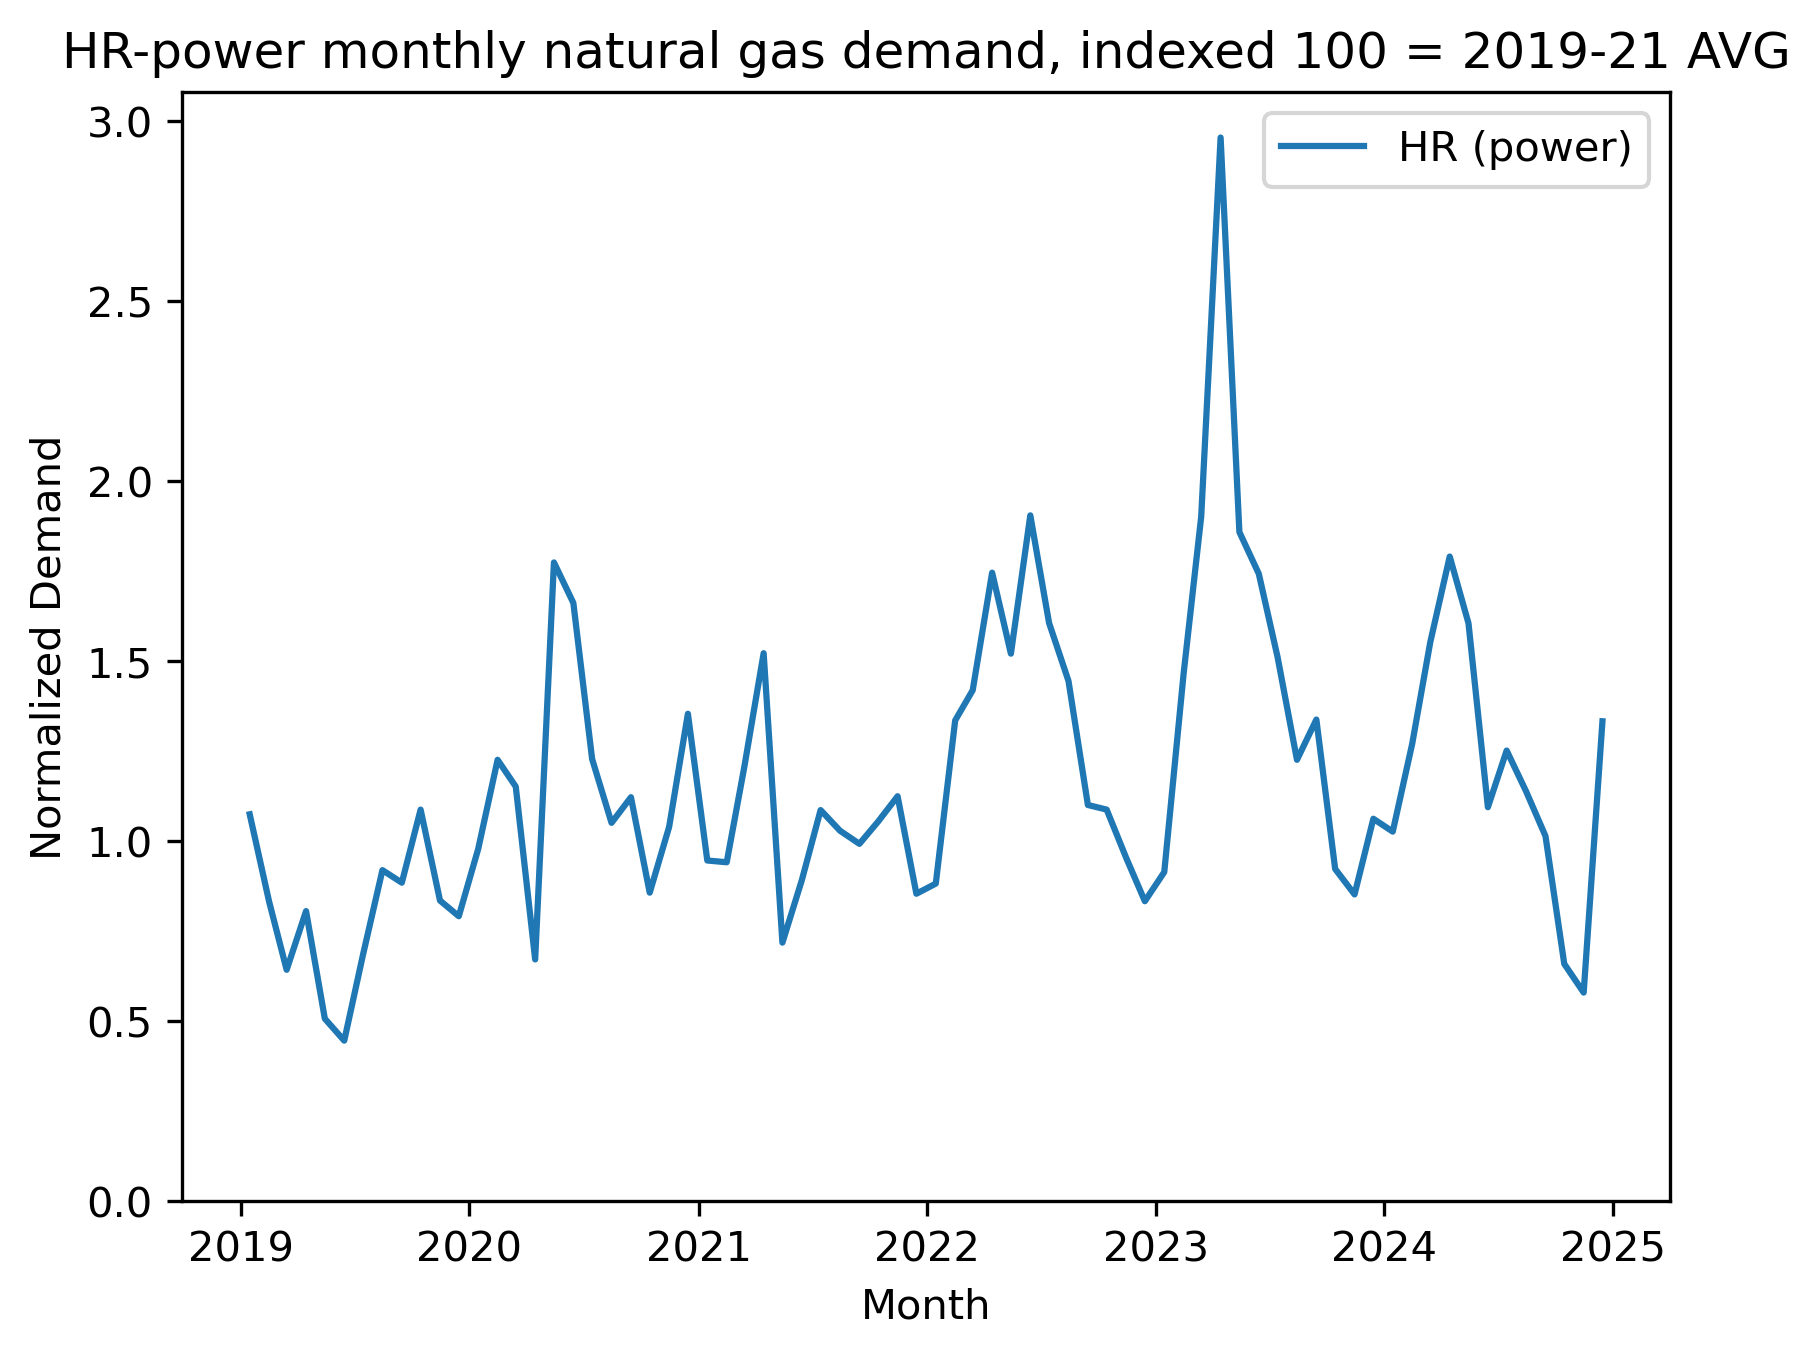 HR-power monthly natural gas demand, indexed 100 = 2019-21 AVG
HR (power)
Normalized Demand
3.0
2.5
2.0
1.5
1.0
0.5
0.0
2019 2020 2021 2022 2023 2024 2025
Month